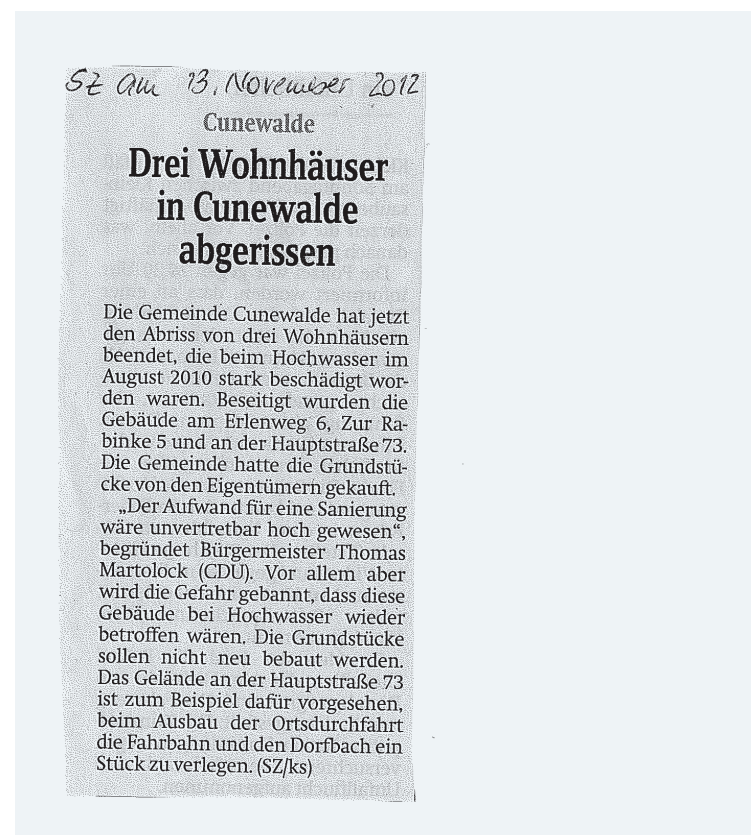 SZ am 13. November 2012
Cunewalde
Drei Wohnhäuser
in Cunewalde
abgerissen
Die Gemeinde Cunewalde hat jetzt
den Abriss von drei Wohnhäusern
beendet, die beim Hochwasser im
August 2010 stark beschädigt wor-
den waren. Beseitigt wurden die
Gebäude am Erlenweg 6, Zur Ra-
binke 5 und an der Hauptstraße 73.
Die Gemeinde hatte die Grundstü-
cke von den Eigentümern gekauft.
„Der Aufwand für eine Sanierung
wäre unvertretbar hoch gewesen“,
begründet Bürgermeister Thomas
Martolock (CDU). Vor allem aber
wird die Gefahr gebannt, dass diese
Gebäude bei Hochwasser wieder
betroffen wären. Die Grundstücke
sollen nicht neu bebaut werden.
Das Gelände an der Hauptstraße 73
ist zum Beispiel dafür vorgesehen,
beim Ausbau der Ortsdurchfahrt
die Fahrbahn und den Dorfbach ein
Stück zu verlegen. (SZ/ks)